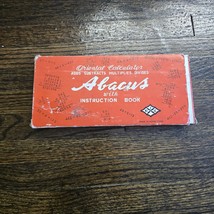 Oriental Calculator
ADDS SUBTRACTS MULTIPLIES DIVIDES
Abacus
WITH
INSTRUCTION BOOK